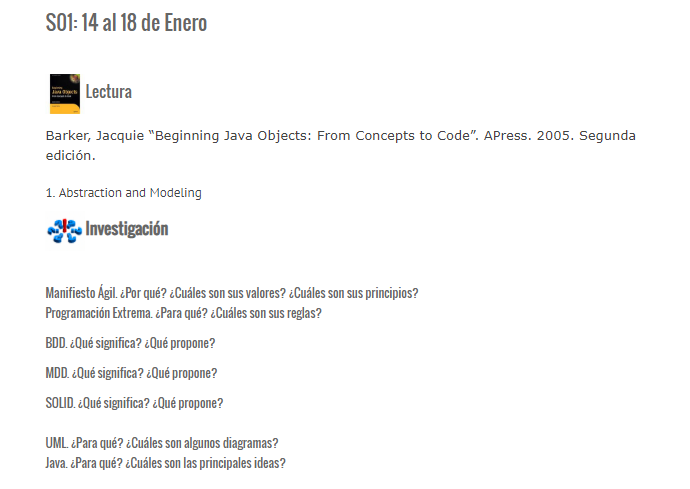 S01: 14 al 18 de Enero
Lectura
Barker, Jacquie “Beginning Java Objects: From Concepts to Code”. APress. 2005. Segunda
edición.
1. Abstraction and Modeling
Investigación
Manifiesto Ágil. ¿Por qué? ¿Cuáles son sus valores? ¿Cuáles son sus principios?
Programación Extrema. ¿Para qué? ¿Cuáles son sus reglas?
BDD. ¿Qué significa? ¿Qué propone?
MDD. ¿Qué significa? ¿Qué propone?
SOLID. ¿Qué significa? ¿Qué propone?
UML. ¿Para qué? ¿Cuáles son algunos diagramas?
Java. ¿Para qué? ¿Cuáles son las principales ideas?